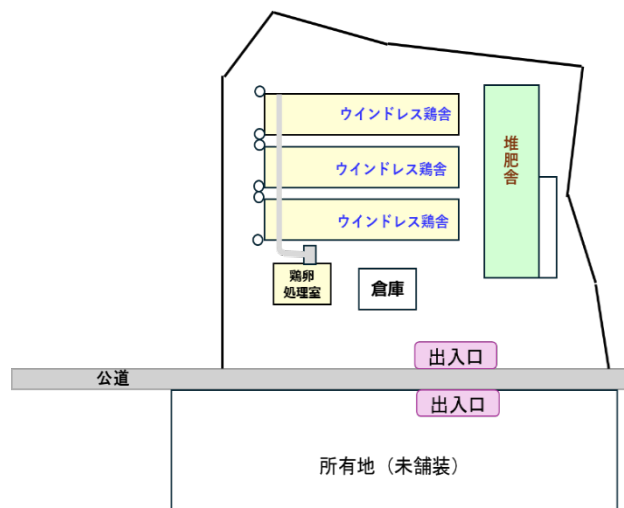 ウインドレス鶏舎
ウインドレス鶏舎
ウインドレス鶏舎
堆肥舎
鶏卵
処理室
倉庫
出入口
公道
出入口
所有地（未舗装）